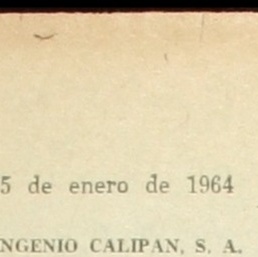 5 de enero de 1964
NGENIO CALIPAN, S. A.